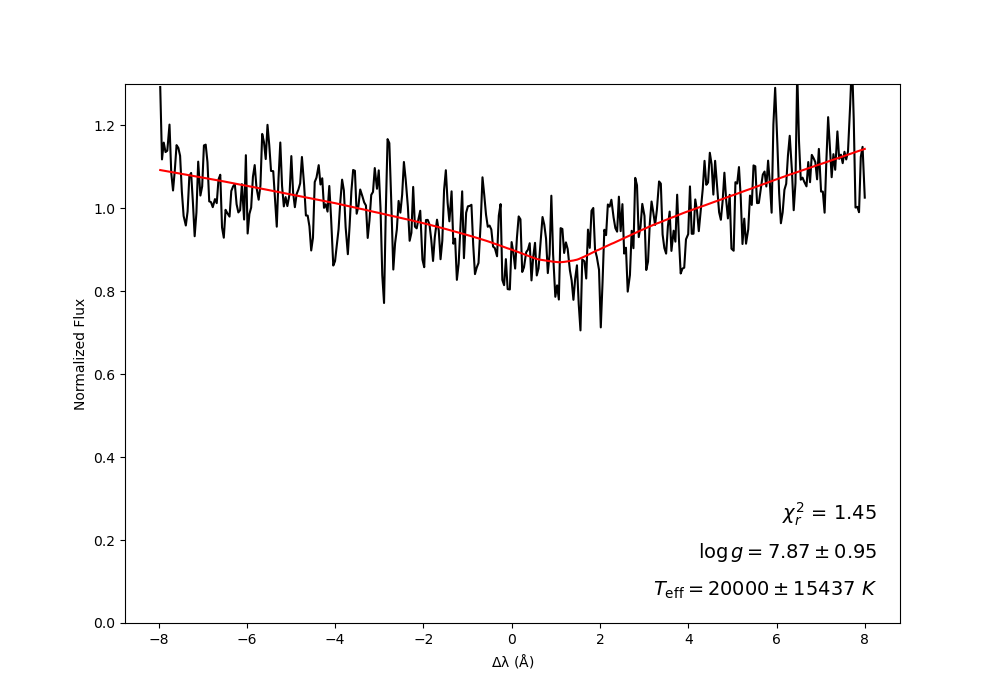 1.2
1.0
0.8
0.6
0.4
0.2
0.0
Normalized Flux
χ²ᵣ = 1.45
log g = 7.87 ± 0.95
T_eff = 20000 ± 15437 K
−8 −6 −4 −2 0 2 4 6 8
Δλ (Å)